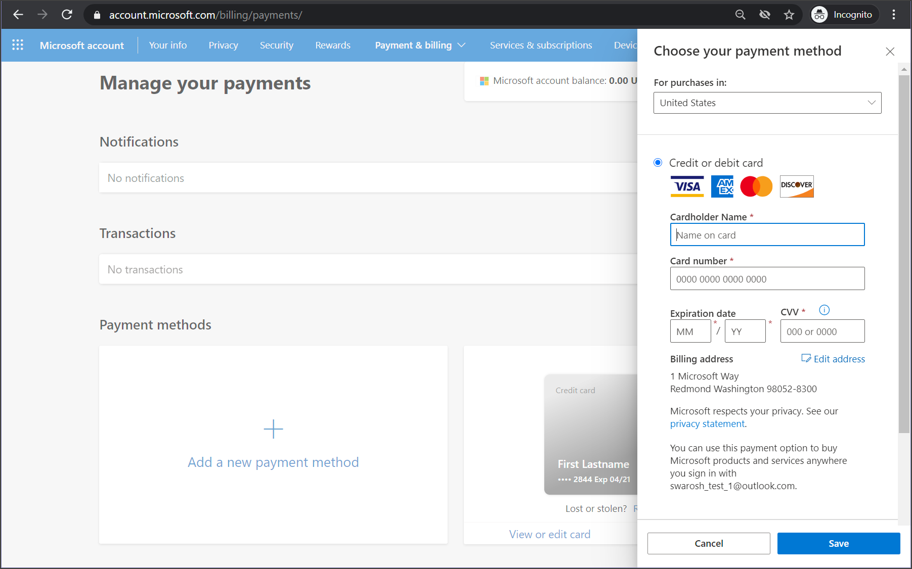 account.microsoft.com/billing/payments/
Incognito
Microsoft account
Your info
Privacy
Security
Rewards
Payment & billing
Services & subscriptions
Manage your payments
Microsoft account balance: 0.00 U
Notifications
No notifications
Transactions
No transactions
Payment methods
Add a new payment method
Credit card
First Lastname
•••• 2844 Exp 04/21
Lost or stolen?
View or edit card
Choose your payment method
For purchases in:
United States
Credit or debit card
VISA
AM
EX
DISCOVER
Cardholder Name *
Name on card
Card number *
0000 0000 0000 0000
Expiration date
CVV *
MM * / YY *
000 or 0000
Billing address
Edit address
1 Microsoft Way
Redmond Washington 98052-8300
Microsoft respects your privacy. See our
privacy statement.
You can use this payment option to buy
Microsoft products and services anywhere
you sign in with
swarosh_test_1@outlook.com.
Cancel
Save